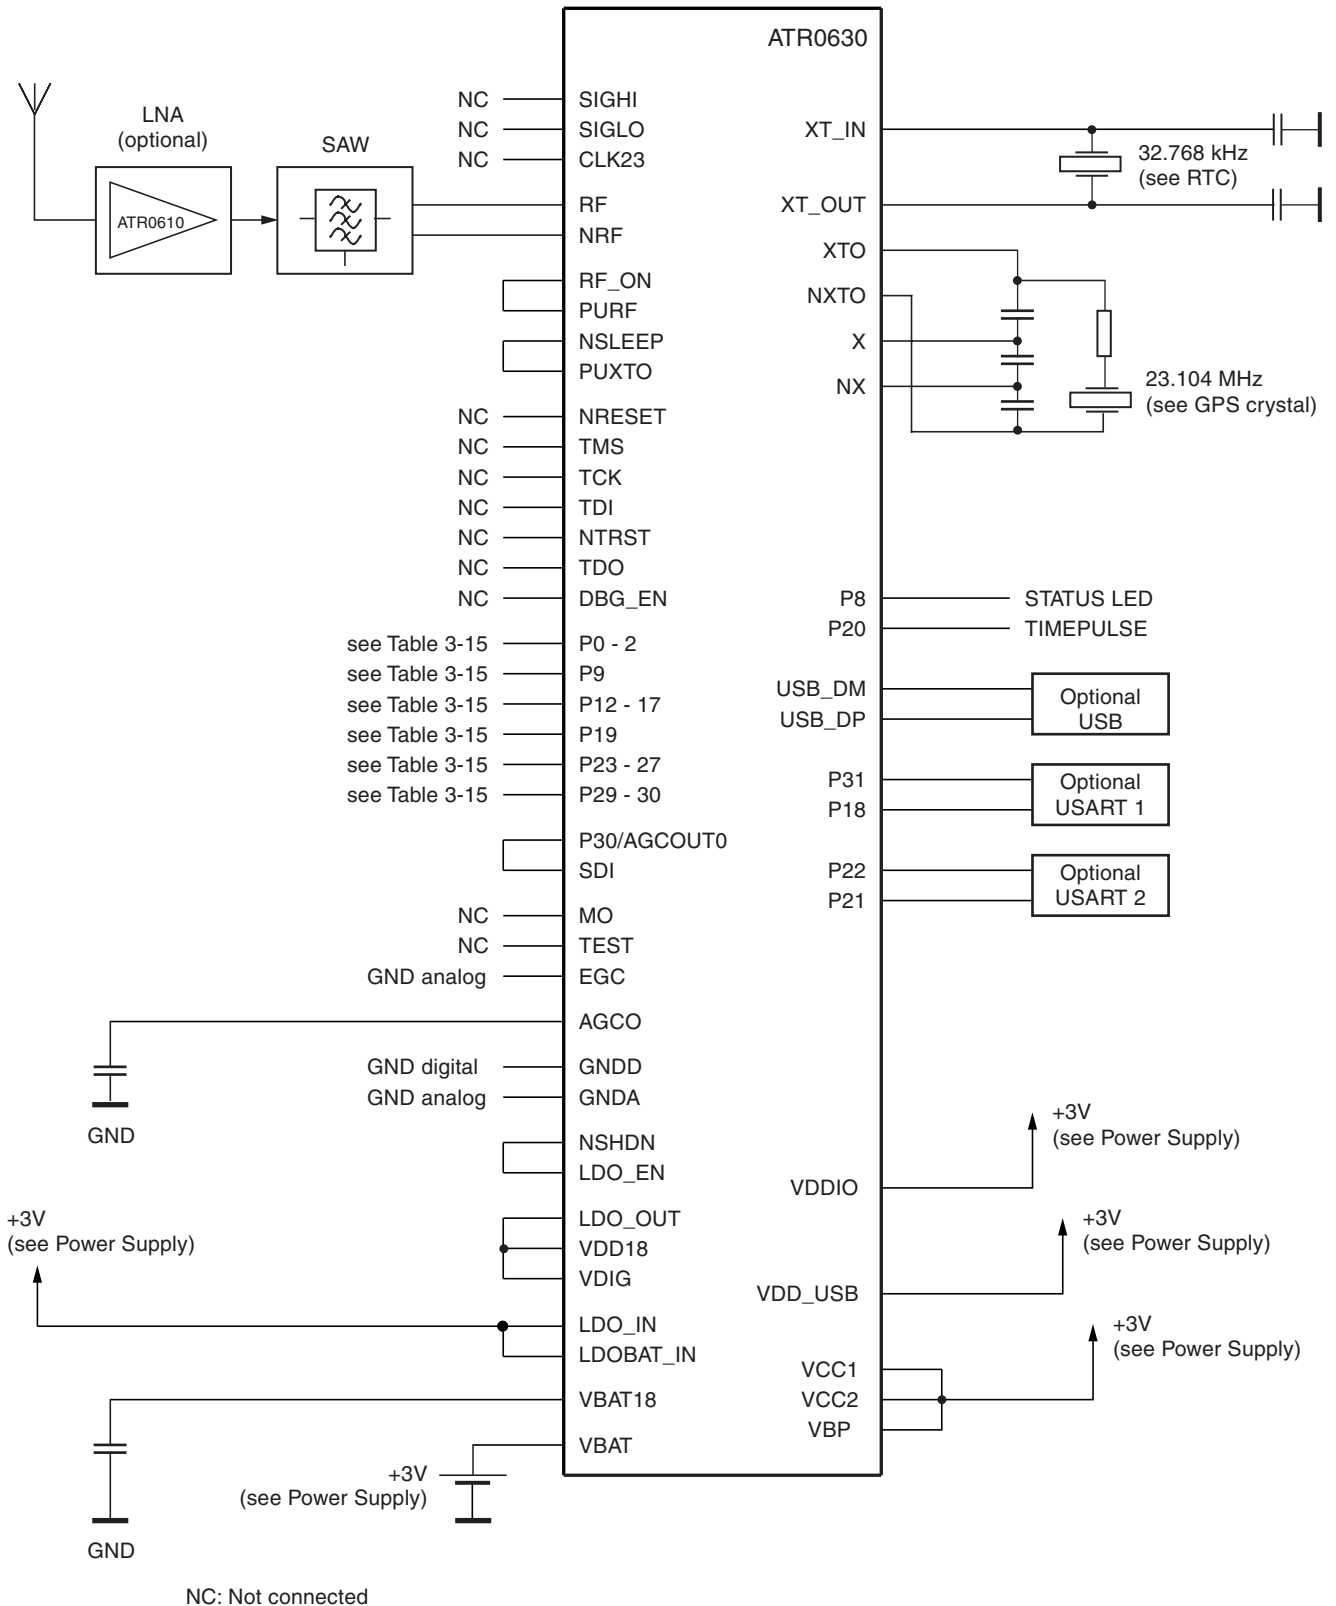 ATR0630
LNA
(optional)
ATR0610
SAW
NC SIGHI
NC SIGLO
NC CLK23
RF
NRF
RF_ON
PURF
NSLEEP
PUXTO
NC NRESET
NC TMS
NC TCK
NC TDI
NC NTRST
NC TDO
NC DBG_EN
see Table 3-15 P0 - 2
see Table 3-15 P9
see Table 3-15 P12 - 17
see Table 3-15 P19
see Table 3-15 P23 - 27
see Table 3-15 P29 - 30
P30/AGCOUT0
SDI
NC MO
NC TEST
GND analog EGC
AGCO
GND
GND digital GNDD
GND analog GNDA
NSHDN
LDO_EN
LDO_OUT
VDD18
VDIG
+3V
(see Power Supply)
LDO_IN
LDOBAT_IN
VBAT18
GND
VBAT
+3V
(see Power Supply)
XT_IN
32.768 kHz
(see RTC)
XT_OUT
XTO
NXTO
X
NX
23.104 MHz
(see GPS crystal)
P8 STATUS LED
P20 TIMEPULSE
USB_DM
USB_DP
Optional
USB
P31
P18
Optional
USART 1
P22
P21
Optional
USART 2
+3V
(see Power Supply)
VDDIO
+3V
(see Power Supply)
VDD_USB
+3V
(see Power Supply)
VCC1
VCC2
VBP
NC: Not connected